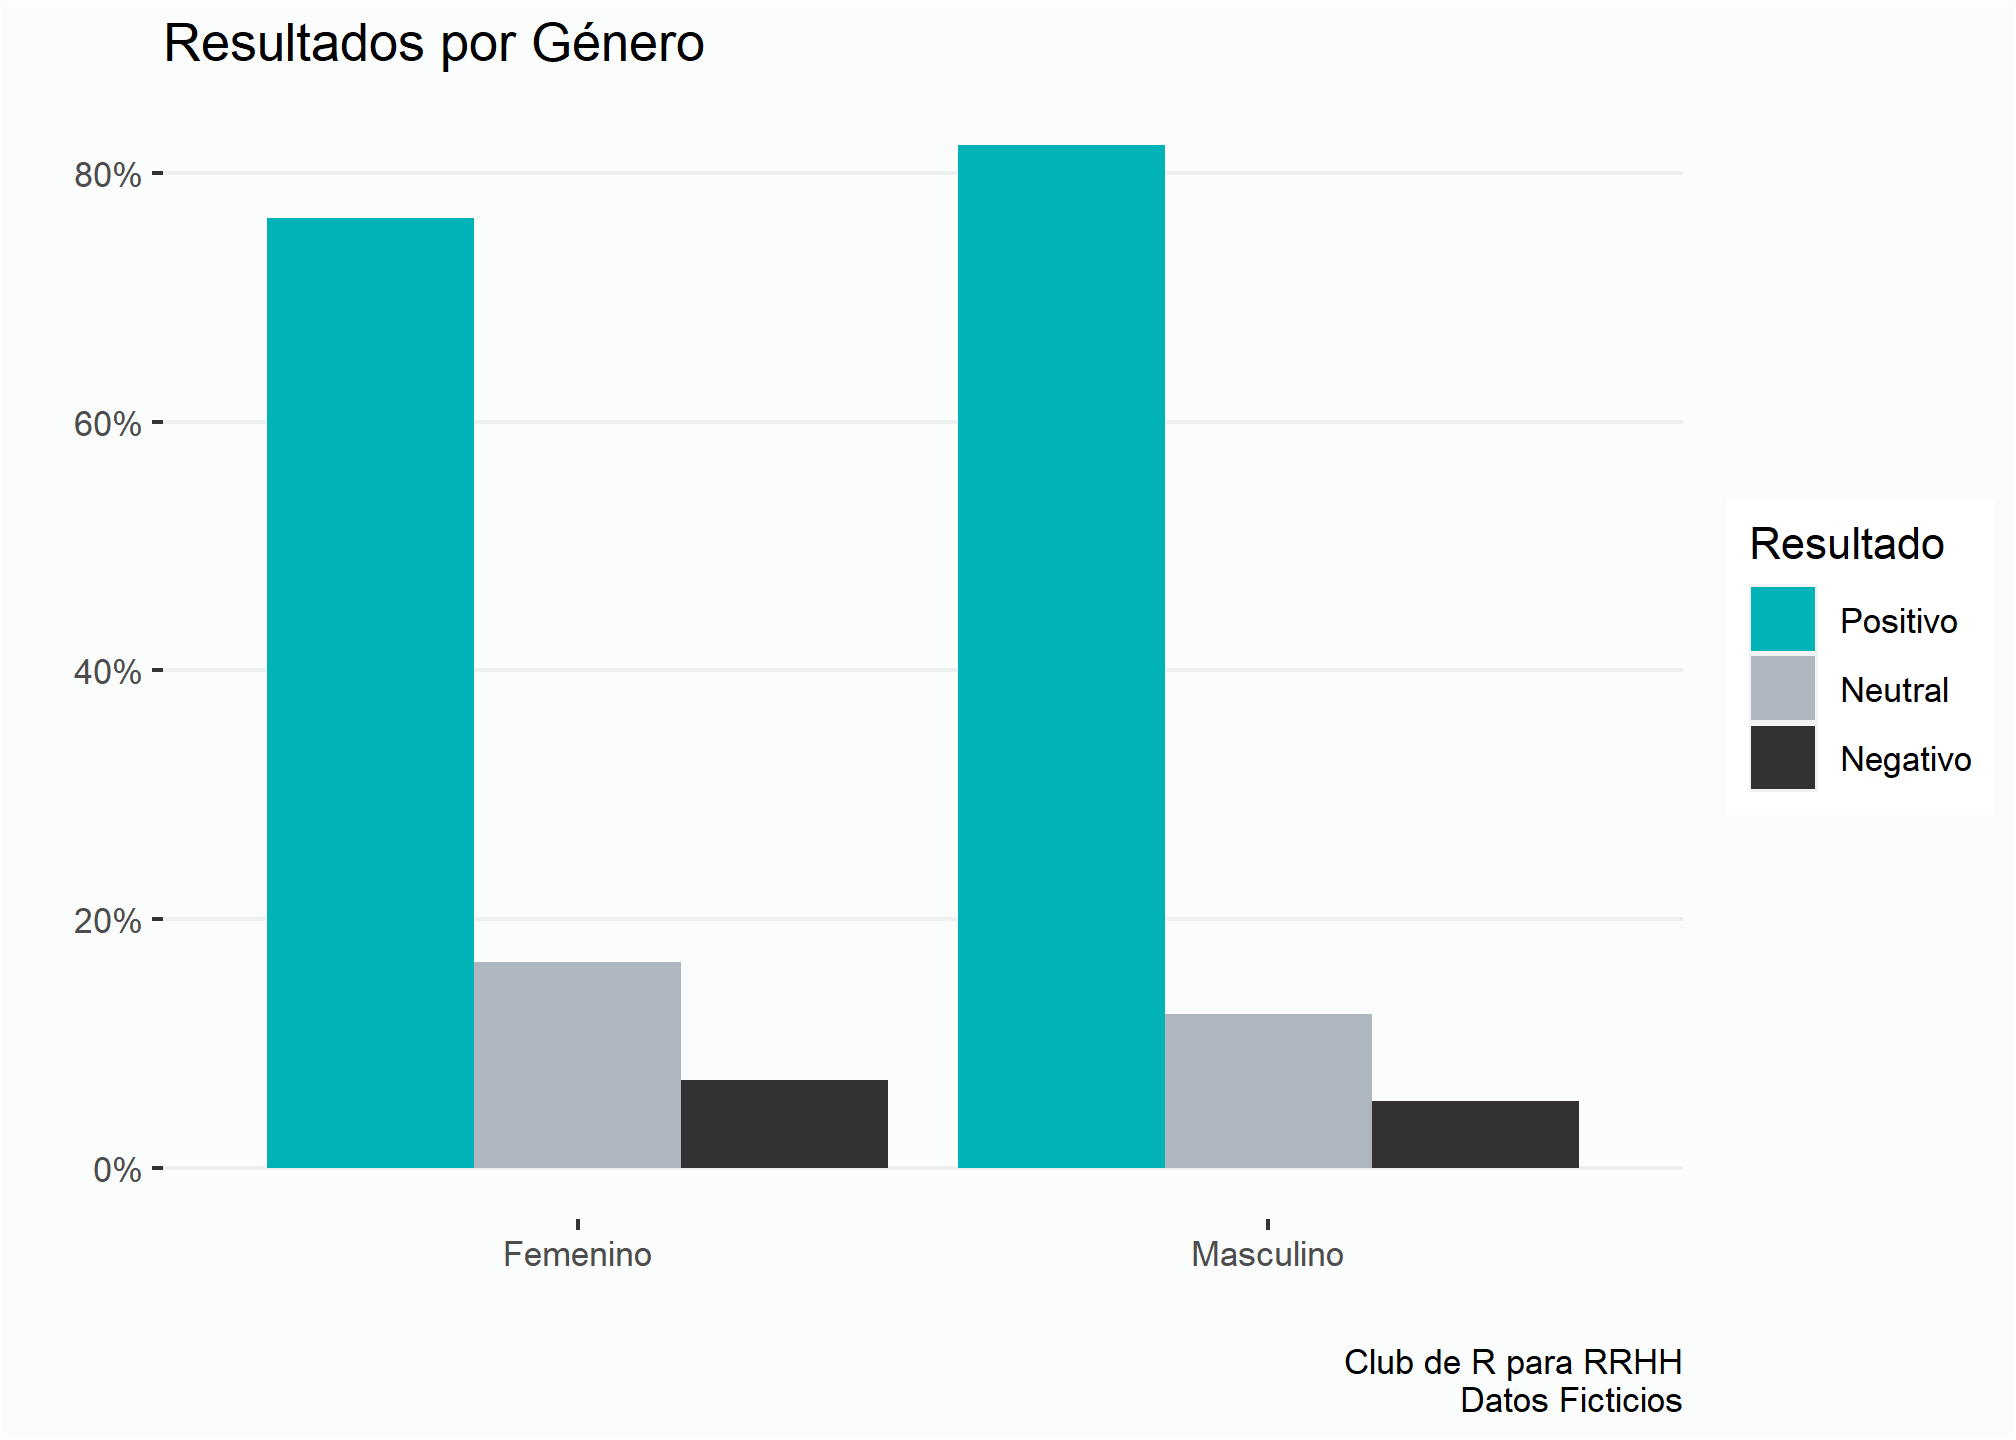 Resultados por Género
80%
60%
40%
20%
0%
Femenino
Masculino
Resultado
Positivo
Neutral
Negativo
Club de R para RRHH
Datos Ficticios